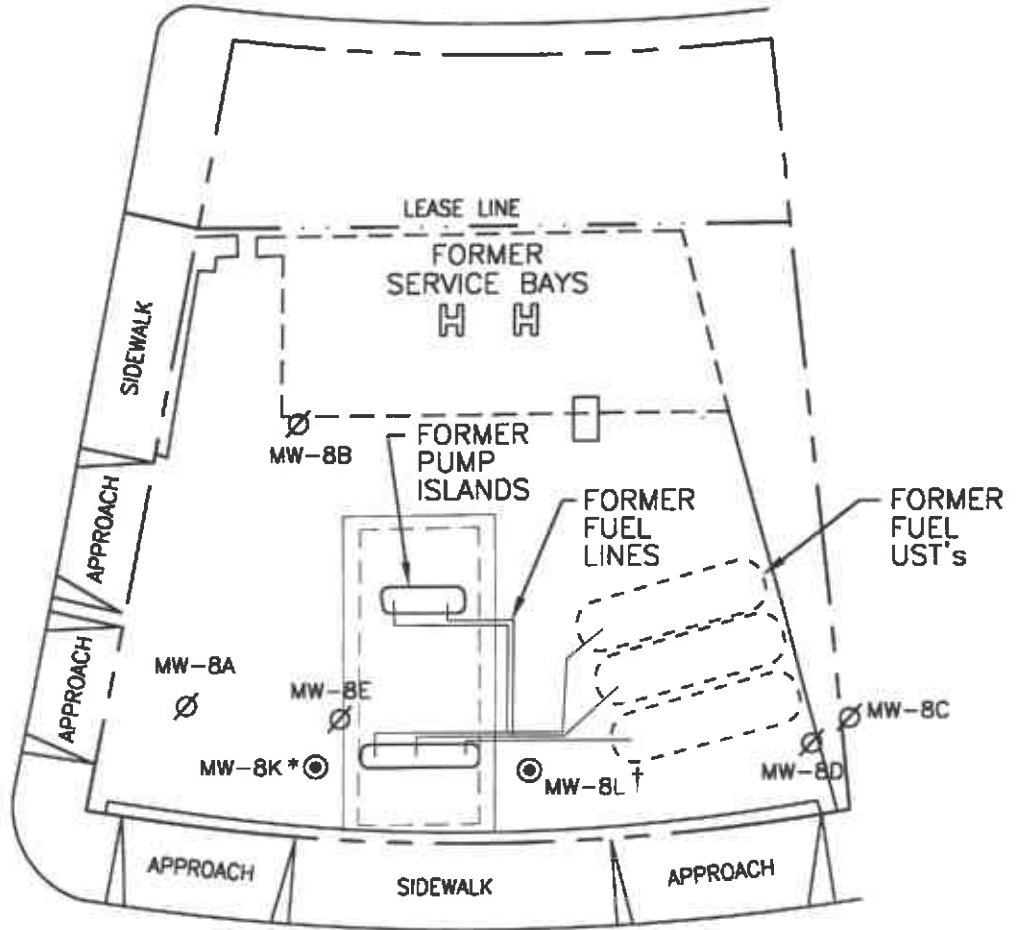 LEASE LINE
FORMER
SERVICE BAYS
SIDEWALK
MW-8B
FORMER
PUMP
ISLANDS
FORMER
FUEL
LINES
FORMER
FUEL
UST's
APPROACH
APPROACH
MW-8A
MW-8E
MW-8C
MW-8K*
MW-8L†
MW-8D
APPROACH
SIDEWALK
APPROACH